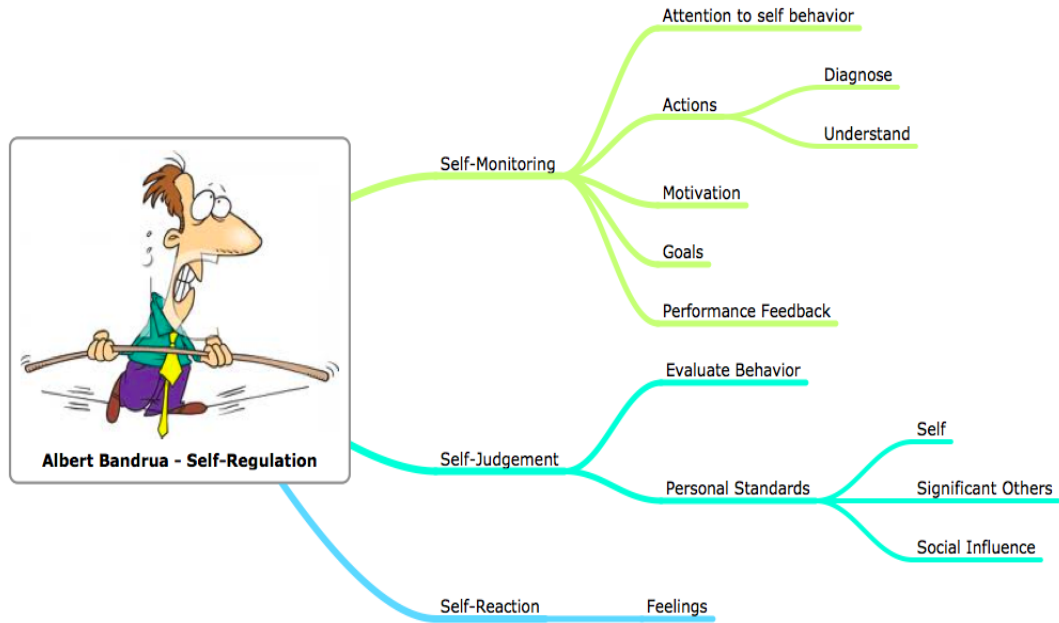 Albert Bandrua - Self-Regulation
Self-Monitoring
Attention to self behavior
Actions
Diagnose
Understand
Motivation
Goals
Performance Feedback
Self-Judgement
Evaluate Behavior
Personal Standards
Self
Significant Others
Social Influence
Self-Reaction
Feelings